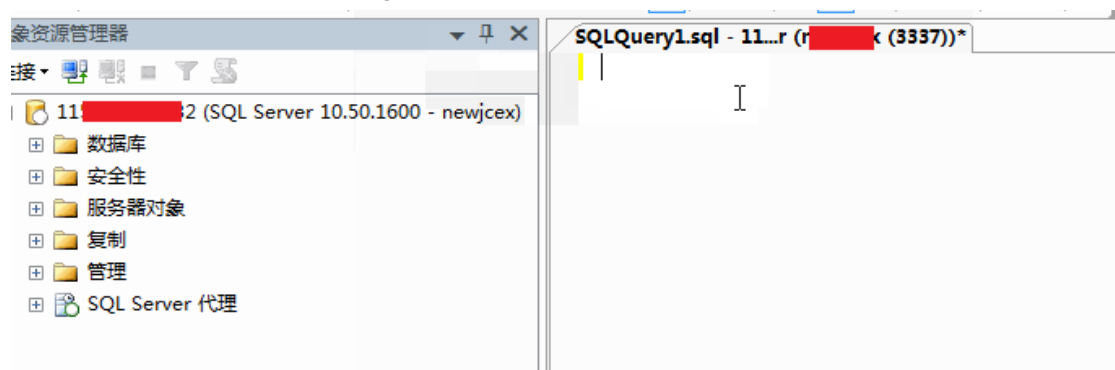 象资源管理器
SQLQuery1.sql - 11...r (r x (3337))*
接
11 2 (SQL Server 10.50.1600 - newjcex)
数据库
安全性
服务器对象
复制
管理
SQL Server 代理